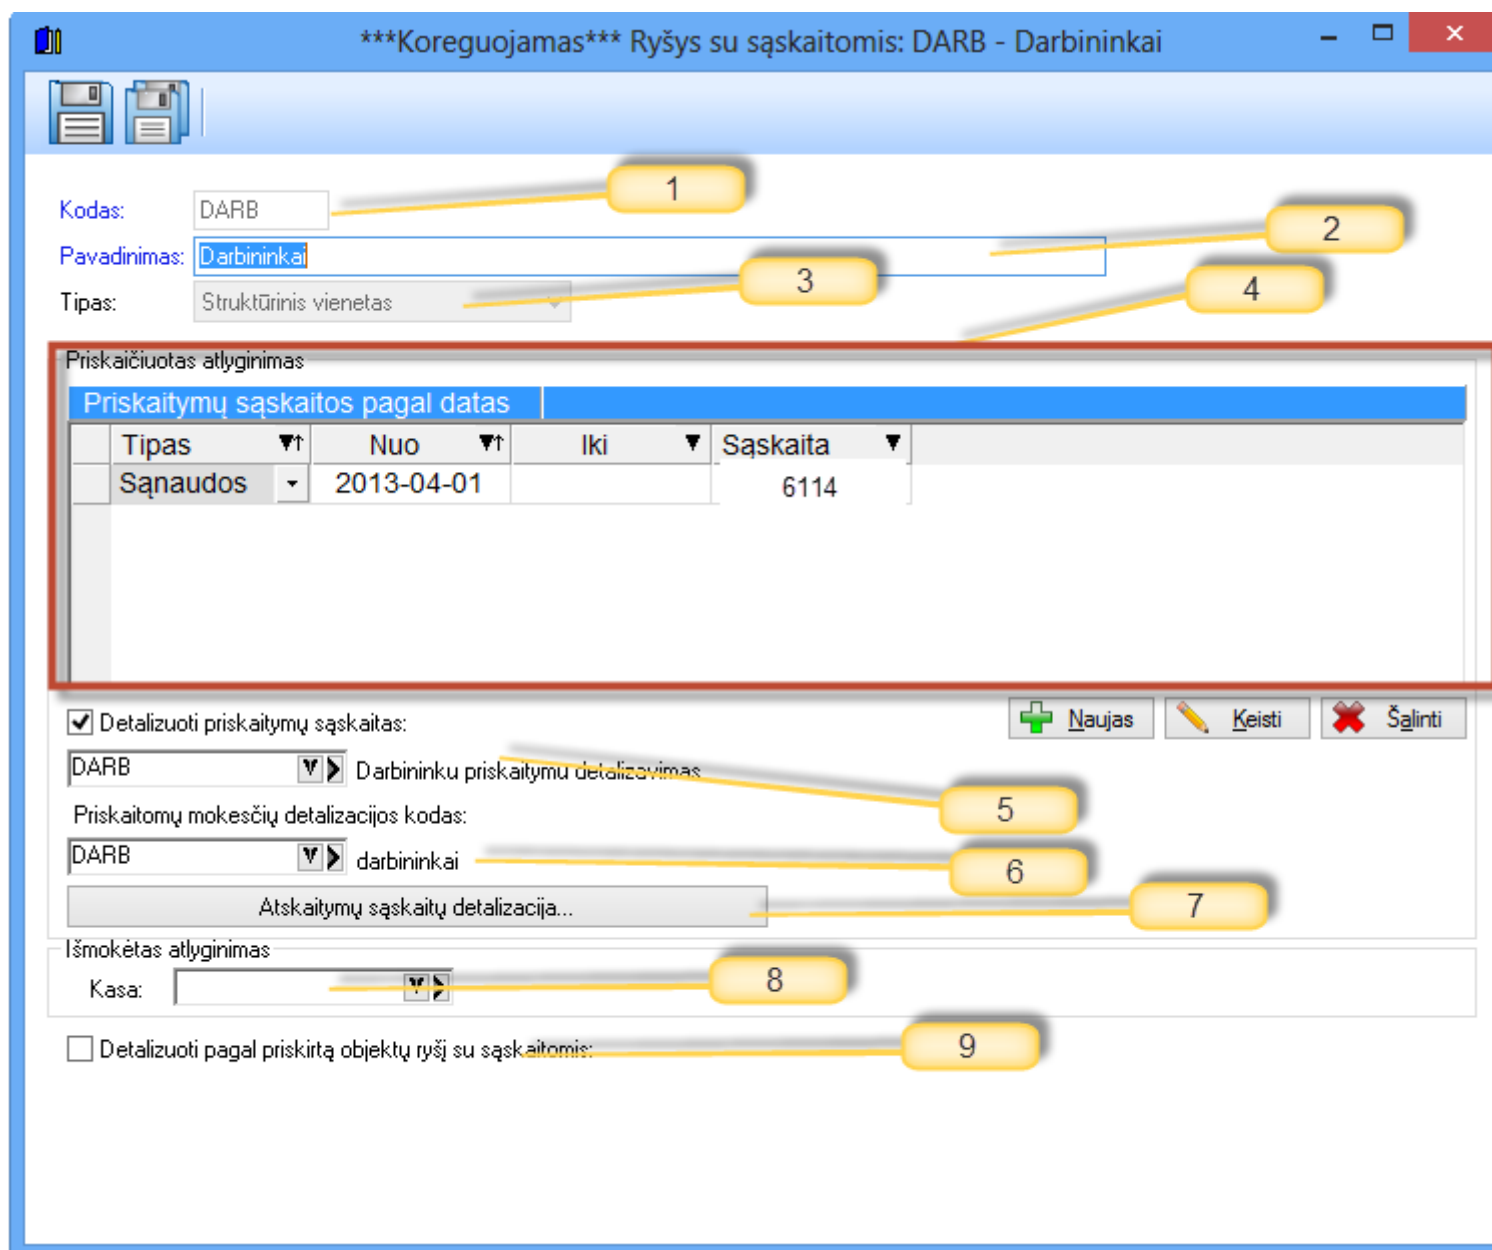 ***Koreguojamas*** Ryšys su sąskaitomis: DARB - Darbininkai
Kodas: DARB 1
Pavadinimas: Darbininkai 2
Tipas: Struktūrinis vienetas 3
4
Priskaičiuotas atlyginimas
Priskaitymų sąskaitos pagal datas
Tipas Nuo Iki Sąskaita
Sąnaudos 2013-04-01 6114
Naujas Keisti Šalinti
Detalizuoti priskaitymų sąskaitas:
DARB Darbininku priskaitymu detalizavimas
5
Priskaitomų mokesčių detalizacijos kodas:
DARB darbininkai 6
Atskaitymų sąskaitų detalizacija... 7
Išmokėtas atlyginimas
Kasa: 8
Detalizuoti pagal priskirtą objektų ryšį su sąskaitomis: 9